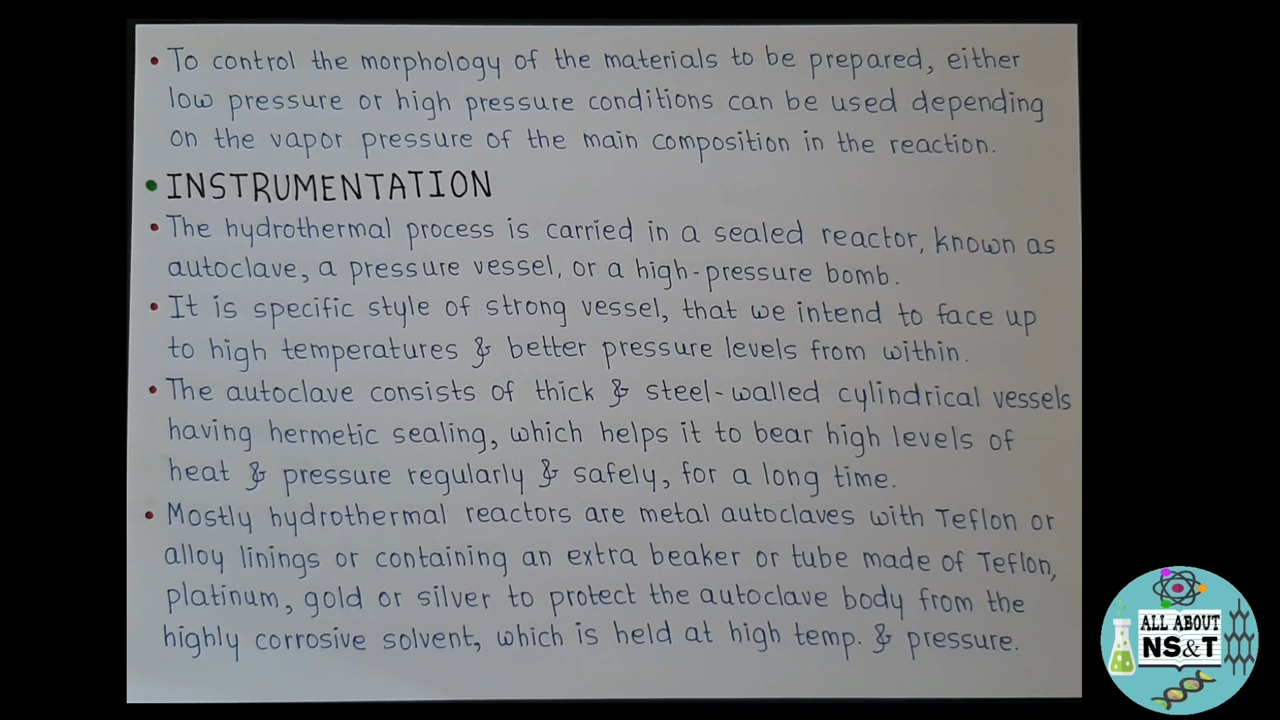 • To control the morphology of the materials to be prepared, either
low pressure or high pressure conditions can be used depending
on the vapor pressure of the main composition in the reaction.
• INSTRUMENTATION
• The hydrothermal process is carried in a sealed reactor, known as
autoclave, a pressure vessel, or a high-pressure bomb.
• It is specific style of strong vessel, that we intend to face up
to high temperatures & better pressure levels from within.
• The autoclave consists of thick & steel-walled cylindrical vessels
having hermetic sealing, which helps it to bear high levels of
heat & pressure regularly & safely, for a long time.
• Mostly hydrothermal reactors are metal autoclaves with Teflon or
alloy linings or containing an extra beaker or tube made of Teflon,
platinum, gold or silver to protect the autoclave body from the
highly corrosive solvent, which is held at high temp. & pressure.
ALL ABOUT
NS&T